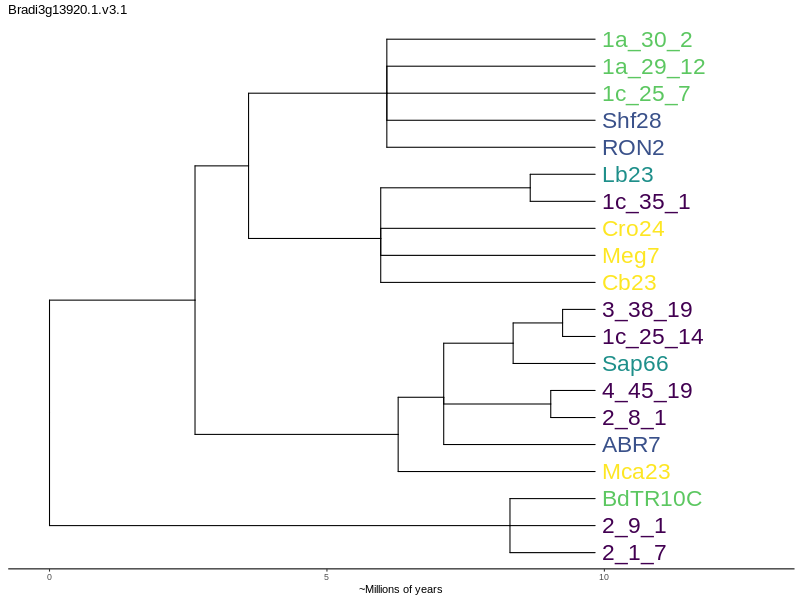 Bradi3g13920.1.v3.1
1a_30_2
1a_29_12
1c_25_7
Shf28
RON2
Lb23
1c_35_1
Cro24
Meg7
Cb23
3_38_19
1c_25_14
Sap66
4_45_19
2_8_1
ABR7
Mca23
BdTR10C
2_9_1
2_1_7
0 5 10
~Millions of years